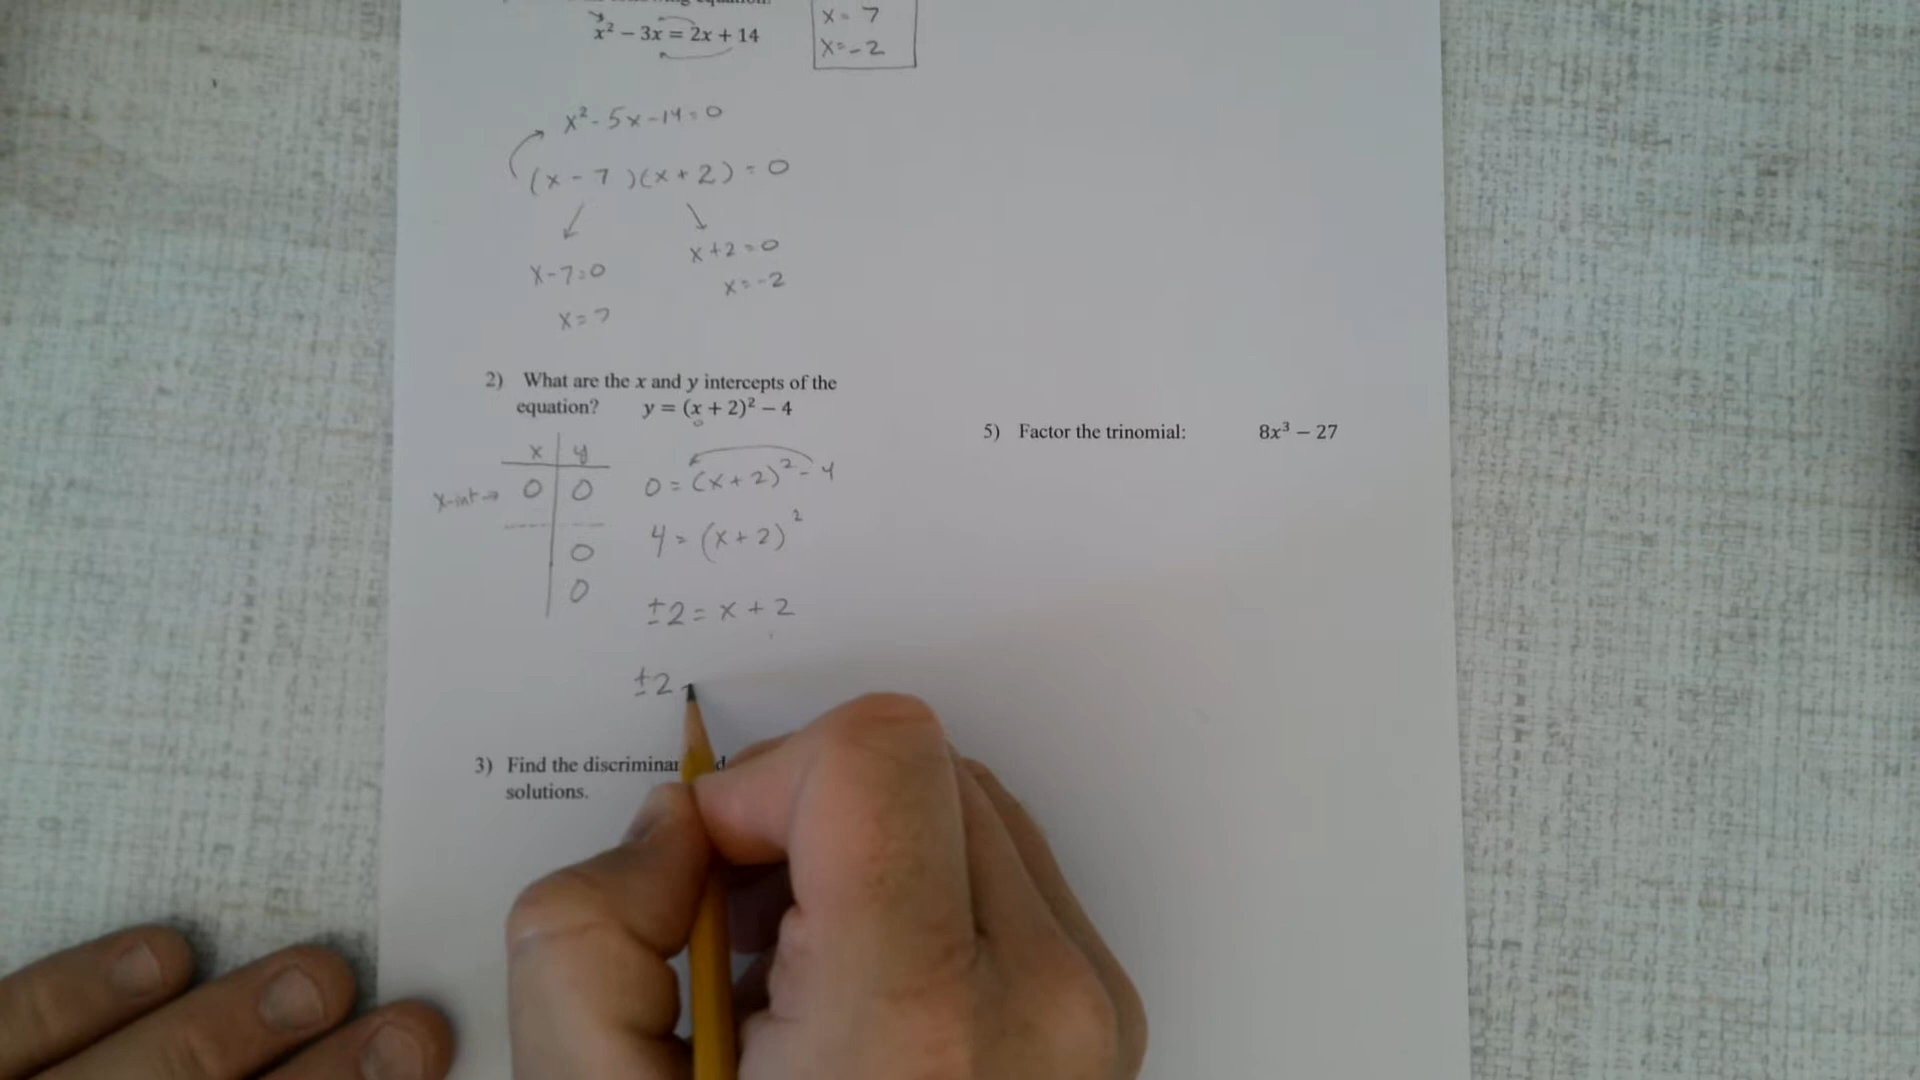 equation.
x² − 3x = 2x + 14
x = 7
x = -2
x² - 5x - 14 = 0
(x - 7)(x + 2) = 0
x - 7 = 0
x + 2 = 0
x = 7
x = -2
2) What are the x and y intercepts of the
equation? y = (x + 2)² − 4
x y
x-int → 0 0
0
0
0 = (x + 2)² - 4
4 = (x + 2)²
±2 = x + 2
±2 -
3) Find the
solutions.
5) Factor the trinomial: 8x³ − 27